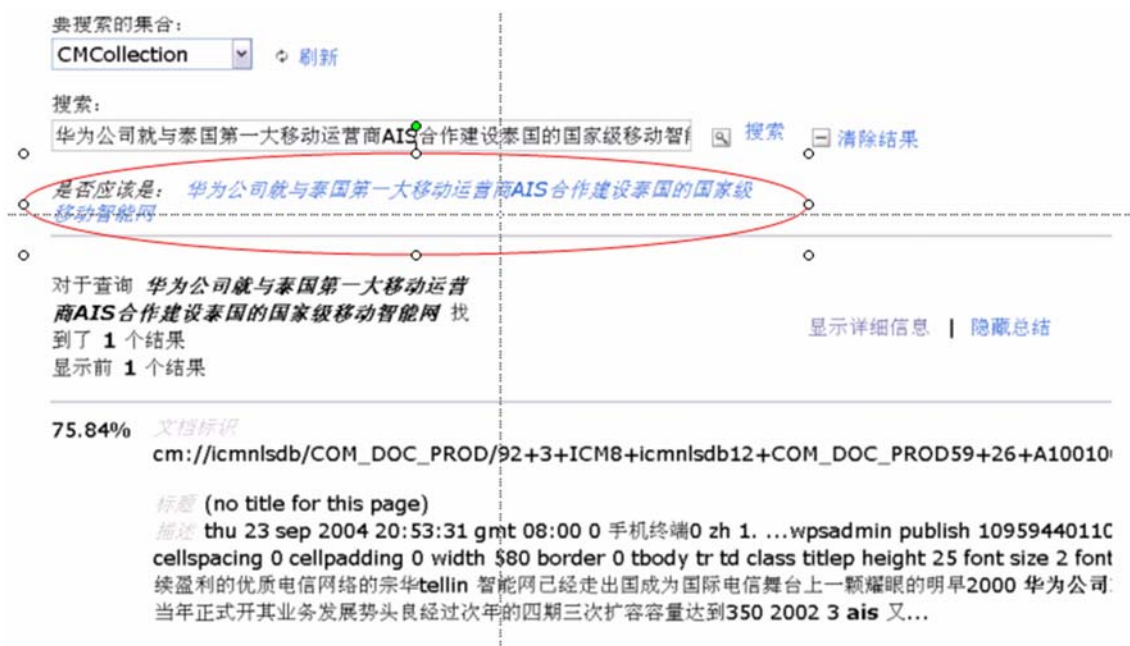 要搜索的集合:
CMCollection 刷新
搜索:
华为公司就与泰国第一大移动运营商AIS合作建设泰国的国家级移动智能 搜索 清除结果
是否应该是: 华为公司就与泰国第一大移动运营商AIS合作建设泰国的国家级
移动智能网
对于查询 华为公司就与泰国第一大移动运营
商AIS合作建设泰国的国家级移动智能网 找
到了 1 个结果
显示前 1 个结果
显示详细信息 | 隐藏总结
75.84% 文档标识
cm://icmnlsdb/COM_DOC_PROD/92+3+ICM8+icmnlsdb12+COM_DOC_PROD59+26+A10010
标题 (no title for this page)
描述 thu 23 sep 2004 20:53:31 gmt 08:00 0 手机终端0 zh 1. ...wpsadmin publish 10959440110
cellspacing 0 cellpadding 0 width 580 border 0 tbody tr td class titlep height 25 font size 2 font
续盈利的优质电信网络的宗华tellin 智能网已经走出国成为国际电信舞台上一颗耀眼的明早2000 华为公司
当年正式开其业务发展势头良经过次年的四期三次扩容容量达到350 2002 3 ais 又...